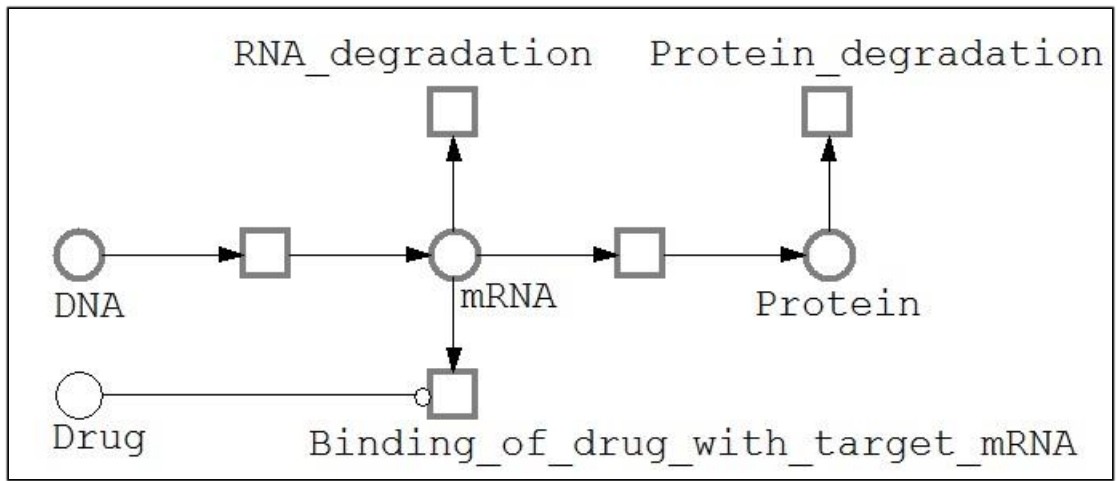 RNA_degradation
Protein_degradation
DNA
mRNA
Protein
Drug
Binding_of_drug_with_target_mRNA